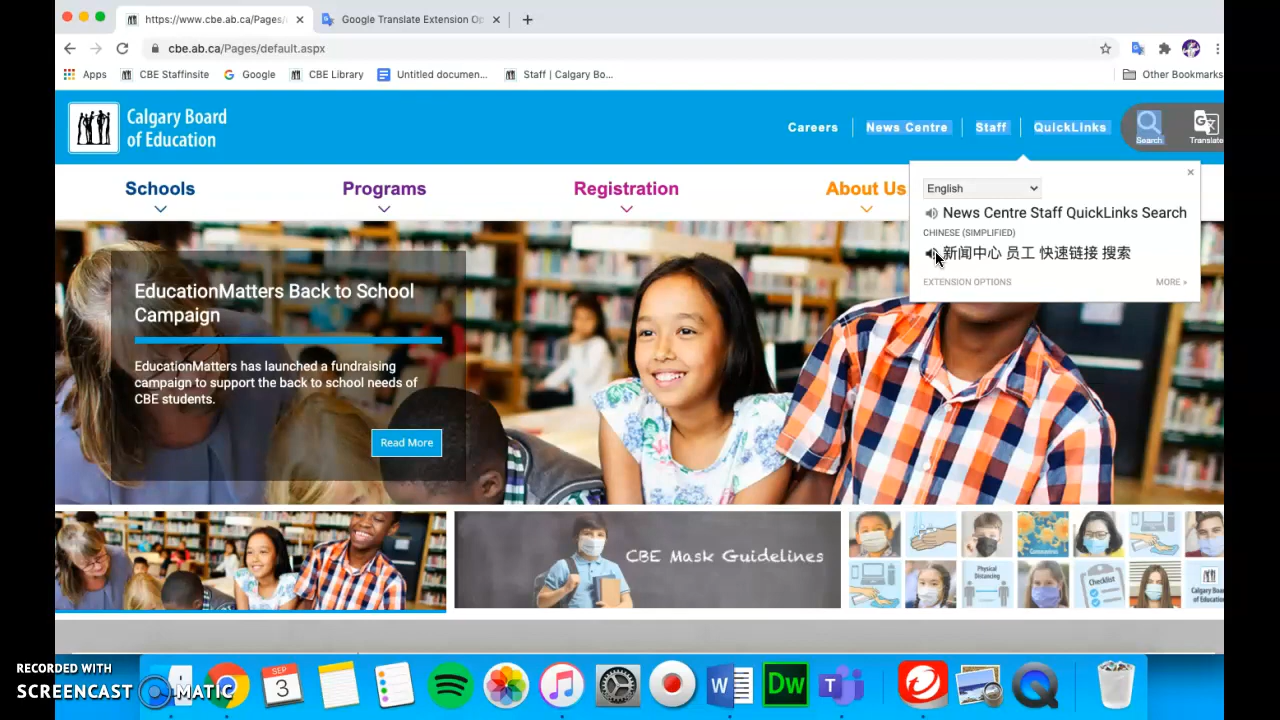 https://www.cbe.ab.ca/Pages/
Google Translate Extension Op
cbe.ab.ca/Pages/default.aspx
Apps
CBE Staffinsite
Google
CBE Library
Untitled documen...
Staff | Calgary Bo...
Other Bookmarks
Calgary Board
of Education
Careers
News Centre
Staff
QuickLinks
Search
Translate
Schools
Programs
Registration
About Us
English
News Centre Staff QuickLinks Search
CHINESE (SIMPLIFIED)
新闻中心 员工 快速链接 搜索
EXTENSION OPTIONS
MORE »
EducationMatters Back to School
Campaign
EducationMatters has launched a fundraising
campaign to support the back to school needs of
CBE students.
Read More
CBE Mask Guidelines
Coronavirus
Physical
Distancing
Checklist
Calgary Board
of Education
RECORDED WITH
SCREENCAST MATIC
SEP
3
W
Dw
T